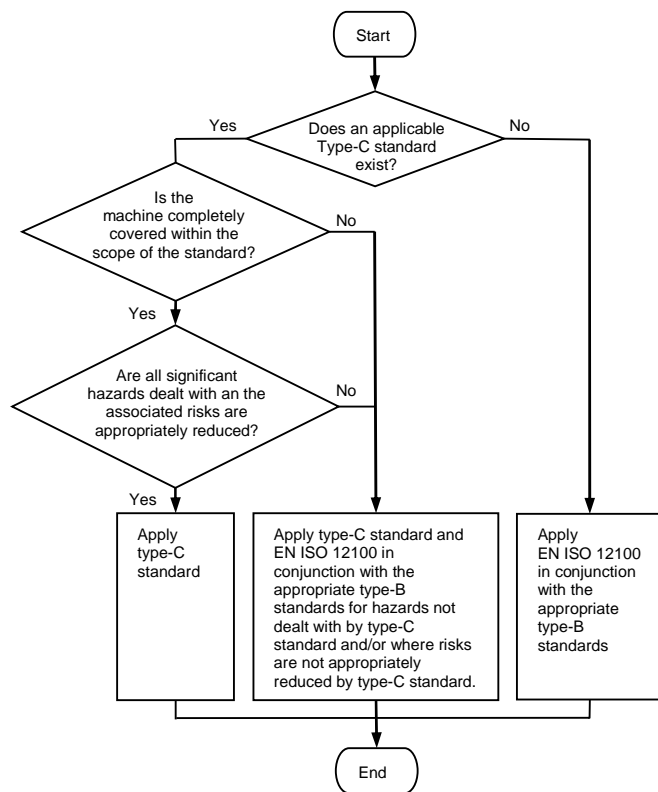 Start
Does an applicable
Type-C standard
exist?
Yes
No
Is the
machine completely
covered within the
scope of the standard?
No
Yes
Are all significant
hazards dealt with an the
associated risks are
appropriately reduced?
No
Yes
Apply
type-C
standard
Apply type-C standard and
EN ISO 12100 in
conjunction with the
appropriate type-B
standards for hazards not
dealt with by type-C
standard and/or where risks
are not appropriately
reduced by type-C standard.
Apply
EN ISO 12100
in conjunction
with the
appropriate
type-B
standards
End